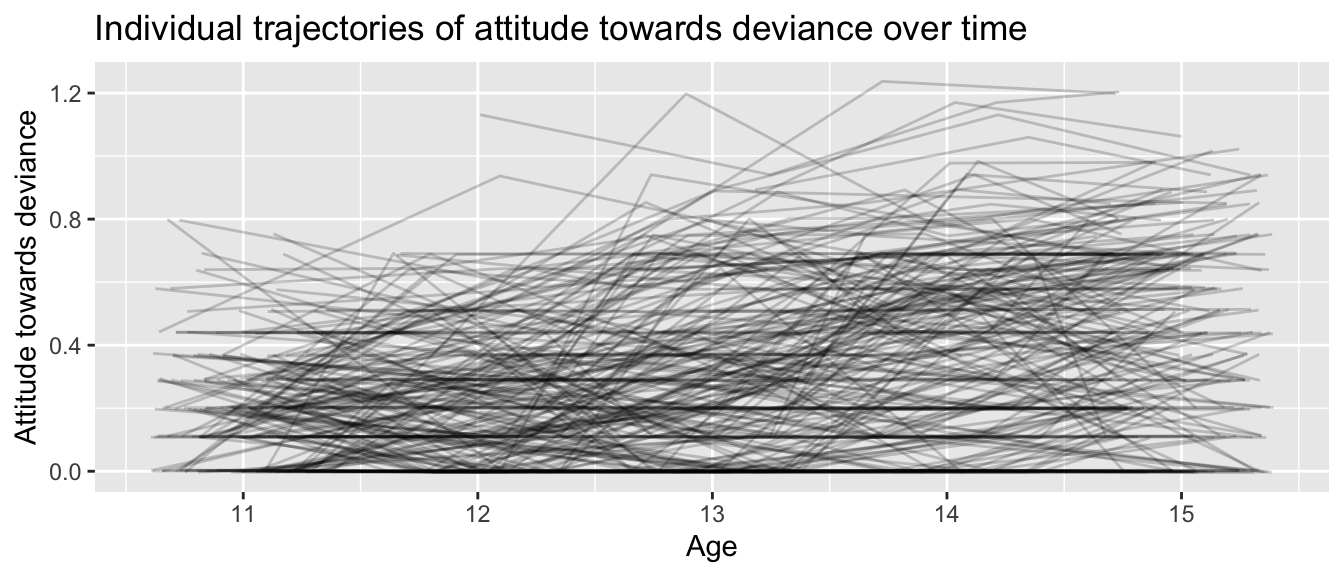 Individual trajectories of attitude towards deviance over time
Attitude towards deviance
1.2
0.8
0.4
0.0
11 12 13 14 15
Age